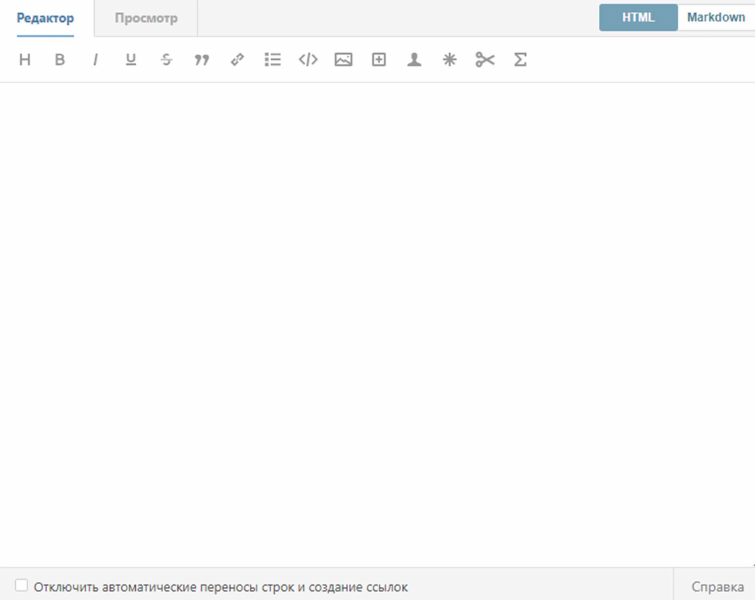 Редактор Просмотр HTML Markdown
H B I U S
Отключить автоматические переносы строк и создание ссылок Справка